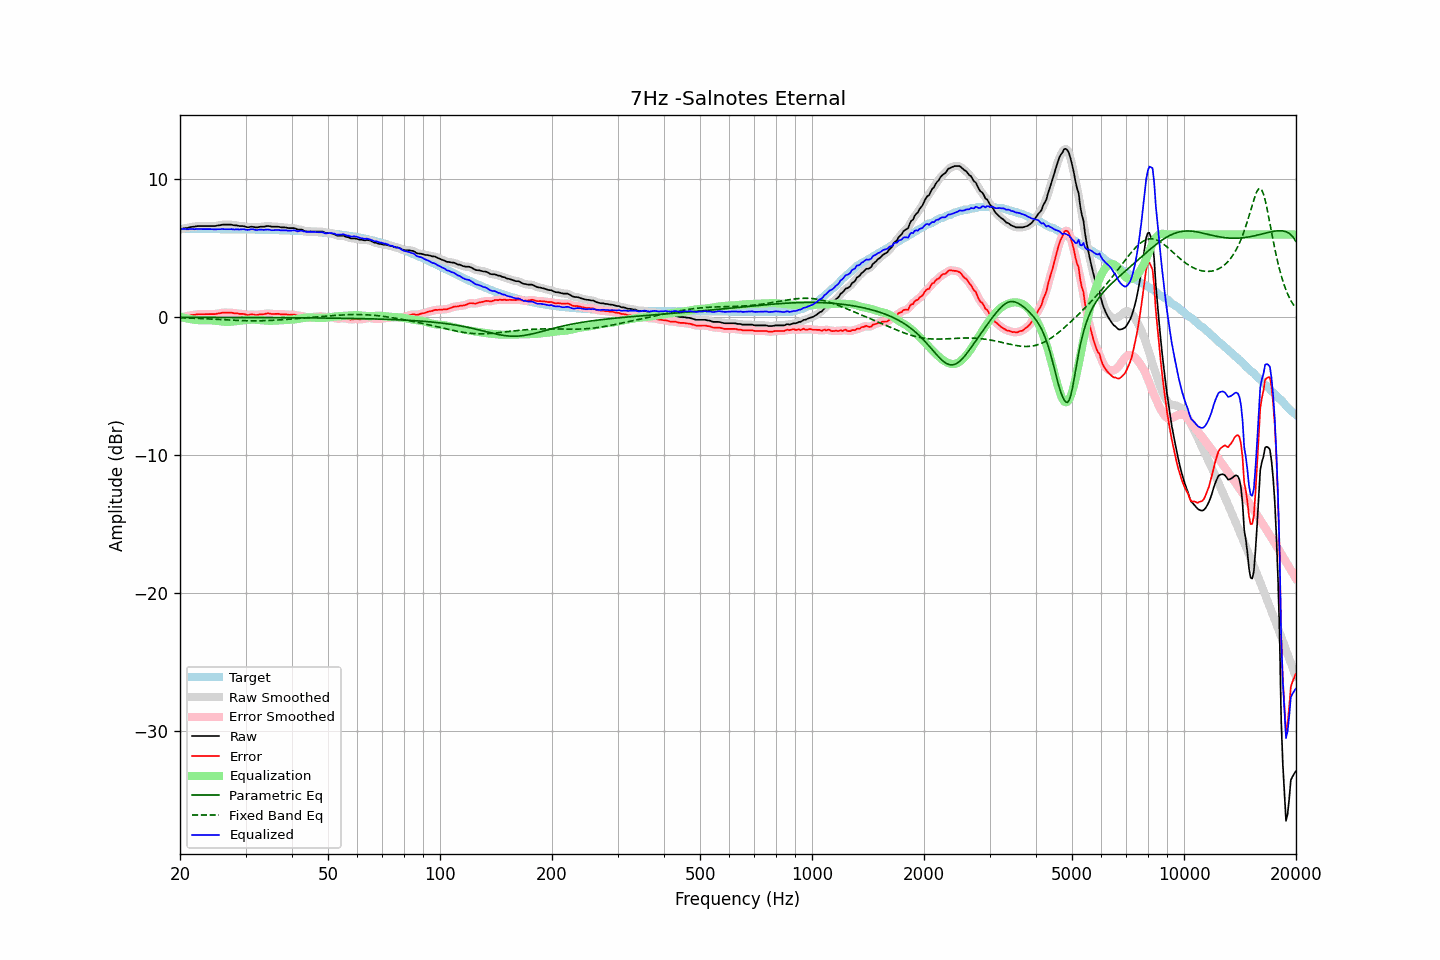 7Hz -Salnotes Eternal
10
0
−10
−20
−30
Amplitude (dBr)
Target
Raw Smoothed
Error Smoothed
Raw
Error
Equalization
Parametric Eq
Fixed Band Eq
Equalized
20
50
100
200
500
1000
2000
5000
10000
20000
Frequency (Hz)